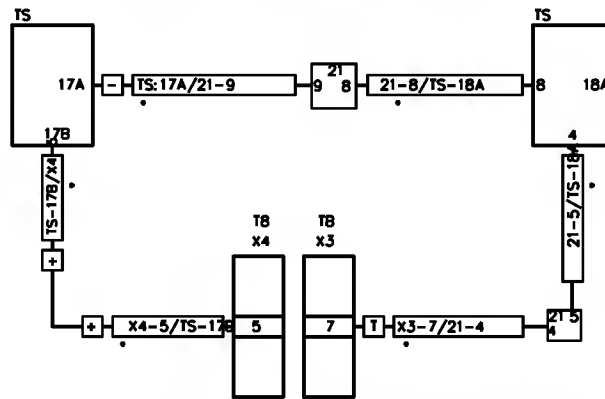 TS
TS
17A
-
TS:17A/21-9
21
9
8
21-8/TS-18A
8
18A
17B
4
TS-17B/X4
21-5/TS-18
+
TB
X4
TB
X3
+
X4-5/TS-17B
5
7
T
X3-7/21-4
21
5
4